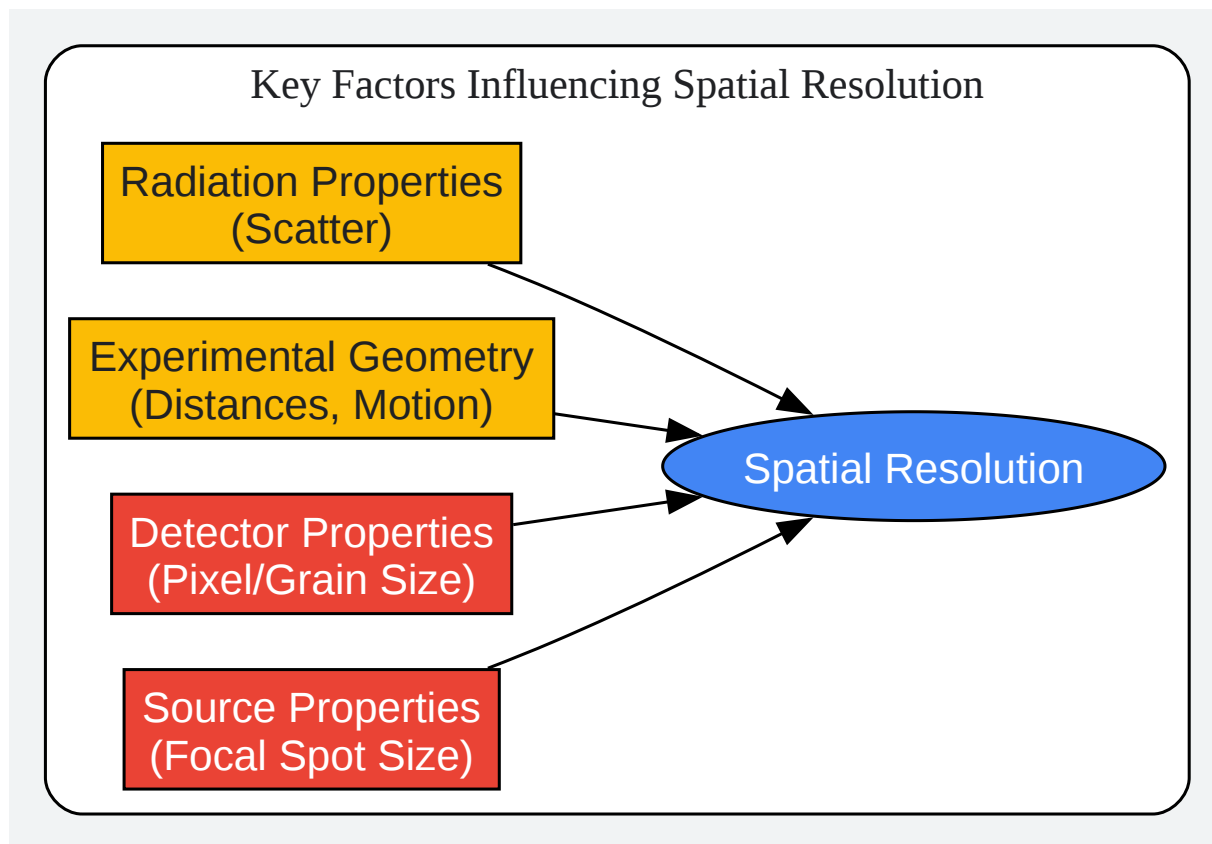 Key Factors Influencing Spatial Resolution
Radiation Properties
(Scatter)
Experimental Geometry
(Distances, Motion)
Spatial Resolution
Detector Properties
(Pixel/Grain Size)
Source Properties
(Focal Spot Size)